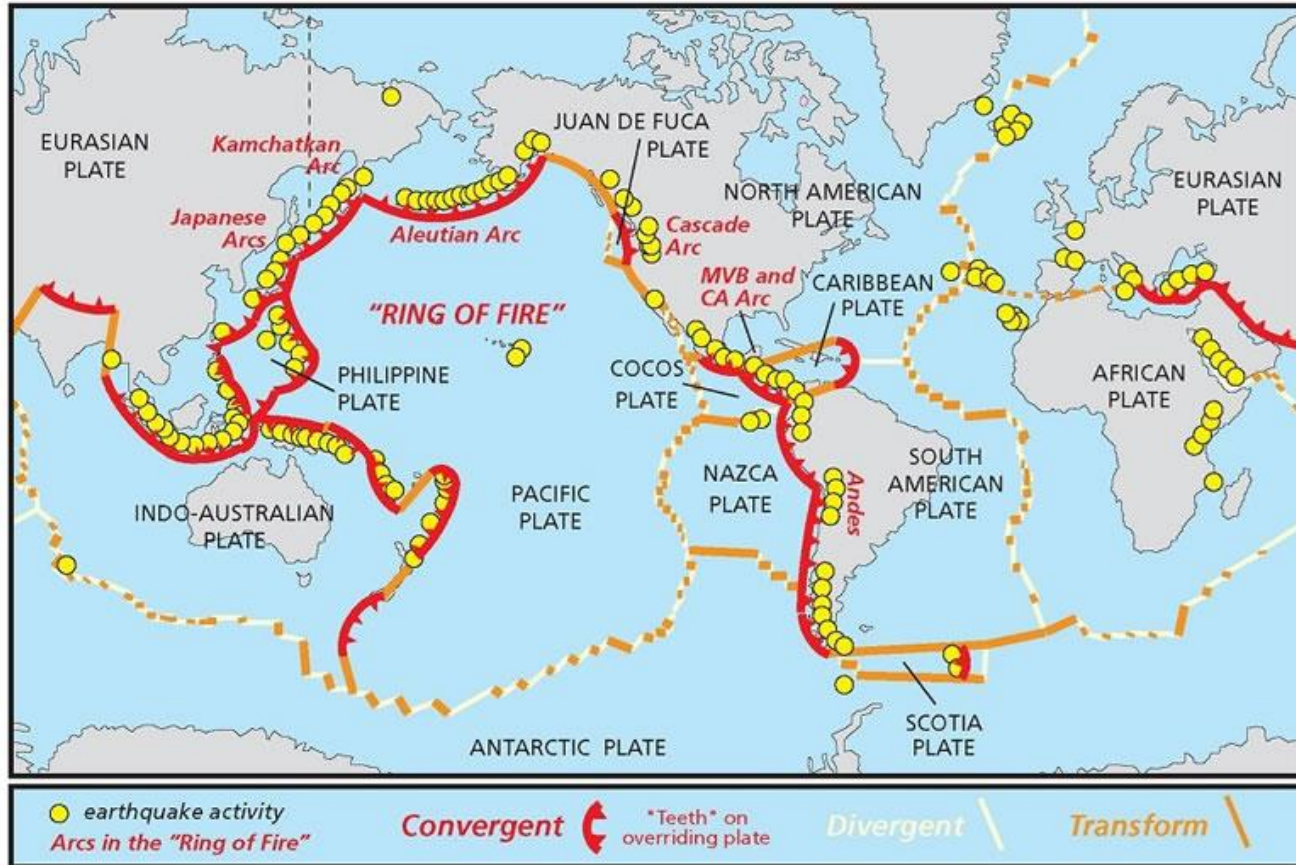 EURASIAN
PLATE
Kamchatkan
Arc
JUAN DE FUCA
PLATE
NORTH AMERICAN
PLATE
EURASIAN
PLATE
Japanese
Arcs
Aleutian Arc
Cascade
Arc
MVB and
CA Arc
CARIBBEAN
PLATE
"RING OF FIRE"
PHILIPPINE
PLATE
COCOS
PLATE
AFRICAN
PLATE
INDO-AUSTRALIAN
PLATE
PACIFIC
PLATE
NAZCA
PLATE
Andes
SOUTH
AMERICAN
PLATE
SCOTIA
PLATE
ANTARCTIC PLATE
earthquake activity
Arcs in the "Ring of Fire"
Convergent
"Teeth" on
overriding plate
Divergent
Transform